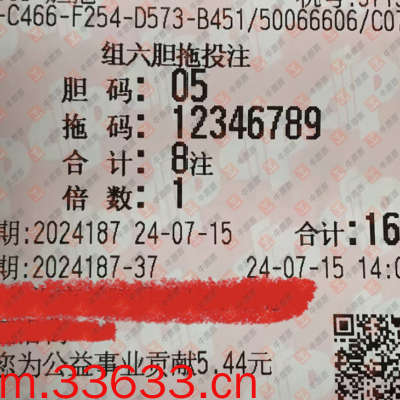 -C466-F254-D573-B451/50066606/C07
组六胆拖投注
胆 码: 05
拖 码: 12346789
合 计: 8注
倍 数: 1
期:2024187 24-07-15 合计:16
期:2024187-37 24-07-15 14:0
您为公益事业贡献5.44元
m.33633.cn